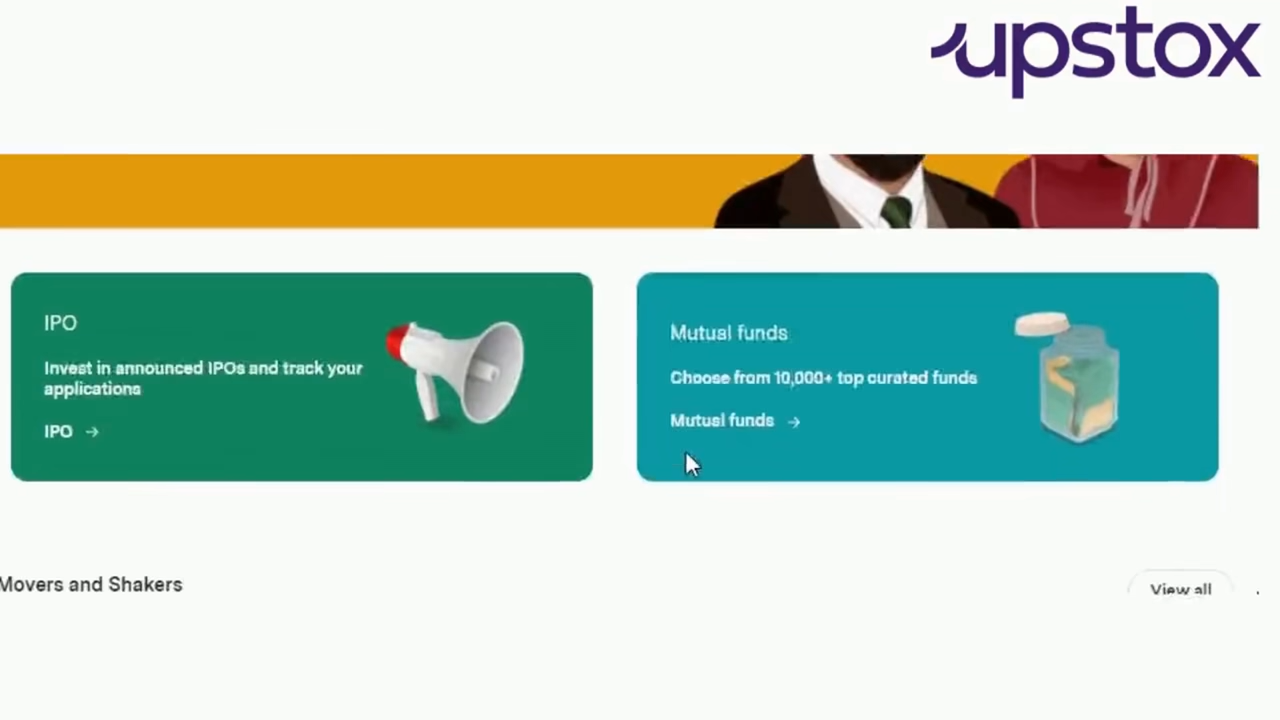 upstox
IPO
Invest in announced IPOs and track your
applications
IPO →
Mutual funds
Choose from 10,000+ top curated funds
Mutual funds →
Movers and Shakers
View all